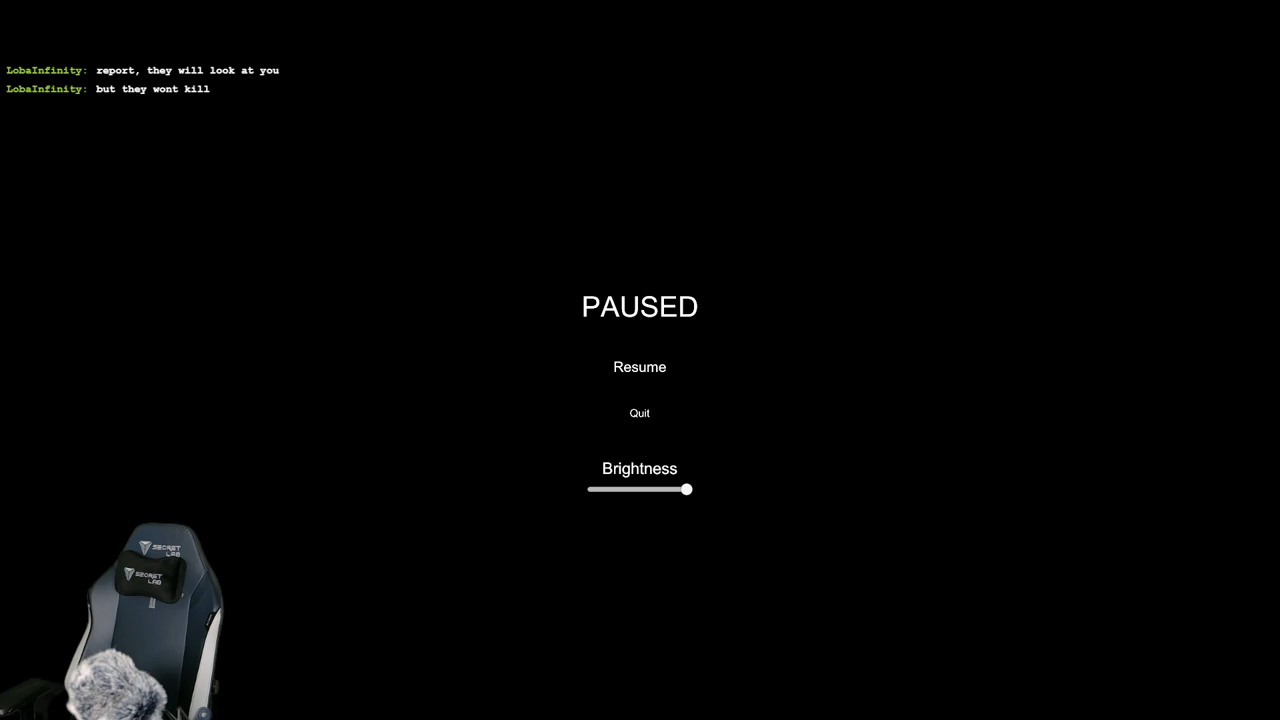 LobaInfinity: report, they will look at you
LobaInfinity: but they wont kill
PAUSED
Resume
Quit
Brightness
SECRET
LAB
SECRET
LAB